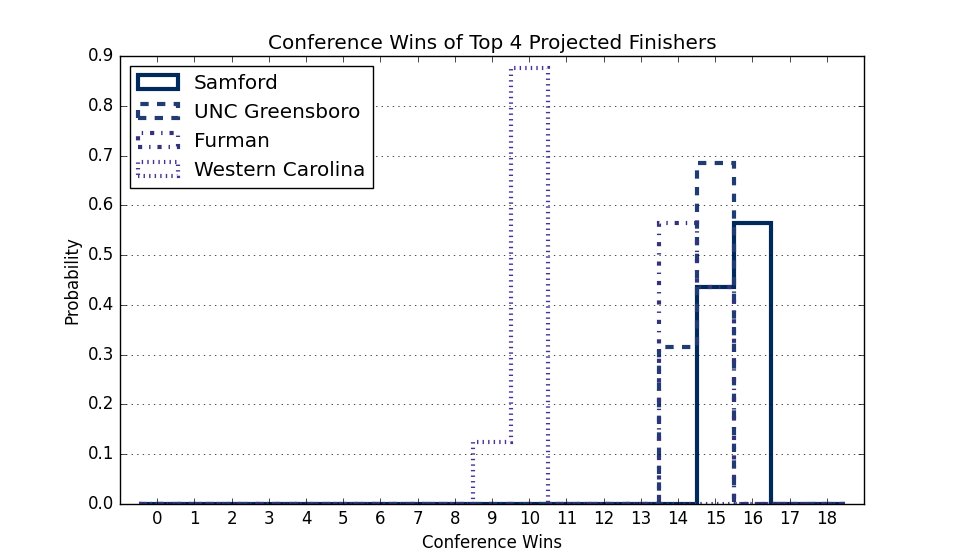 Conference Wins of Top 4 Projected Finishers
Samford
UNC Greensboro
Furman
Western Carolina
Probability
0.9
0.8
0.7
0.6
0.5
0.4
0.3
0.2
0.1
0.0
0 1 2 3 4 5 6 7 8 9 10 11 12 13 14 15 16 17 18
Conference Wins